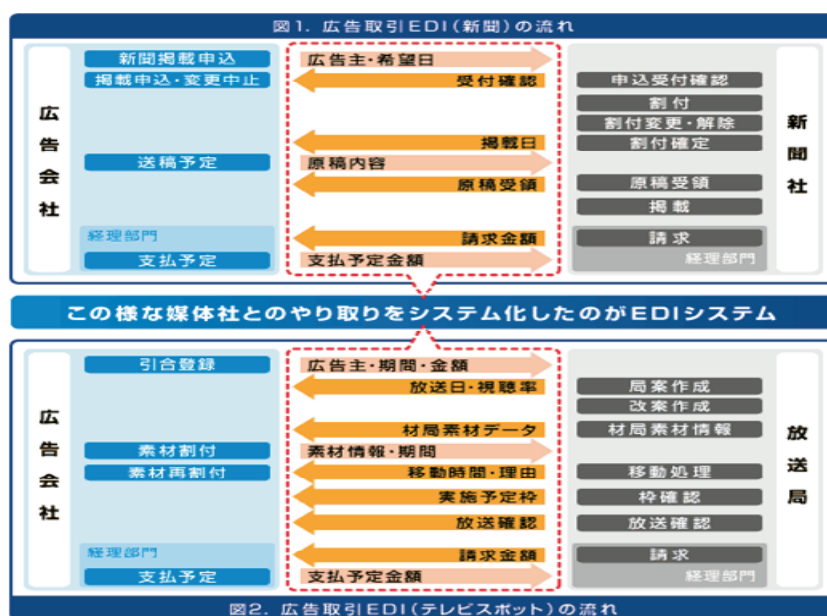 図1. 広告取引EDI(新聞)の流れ
広告会社
新聞社
新聞掲載申込
広告主・希望日
掲載申込・変更中止
受付確認
申込受付確認
割付
割付変更・解除
掲載日
割付確定
送稿予定
原稿内容
原稿受領
原稿受領
掲載
経理部門
請求金額
請求
支払予定
支払予定金額
経理部門
この様な媒体社とのやり取りをシステム化したのがEDIシステム
広告会社
放送局
引合登録
広告主・期間・金額
放送日・視聴率
局案作成
改案作成
材局素材データ
材局素材情報
素材割付
素材情報・期間
素材再割付
移動時間・理由
移動処理
実施予定枠
枠確認
放送確認
放送確認
経理部門
請求金額
請求
支払予定
支払予定金額
経理部門
図2. 広告取引EDI(テレビスポット)の流れ